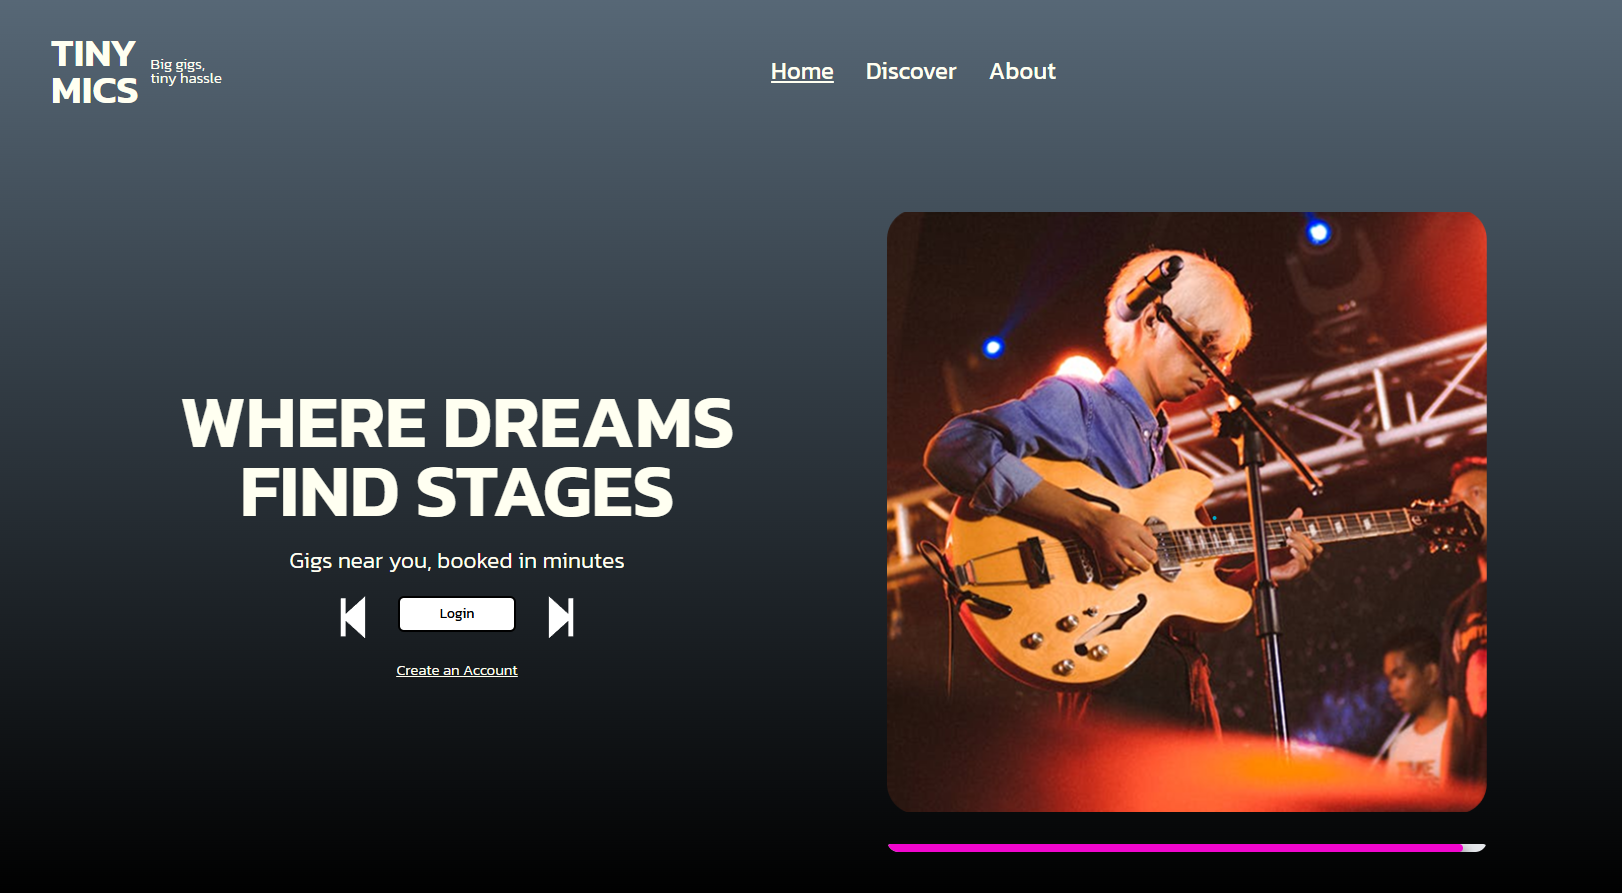 TINY
MICS
Big gigs,
tiny hassle
Home Discover About
WHERE DREAMS
FIND STAGES
Gigs near you, booked in minutes
Login
Create an Account